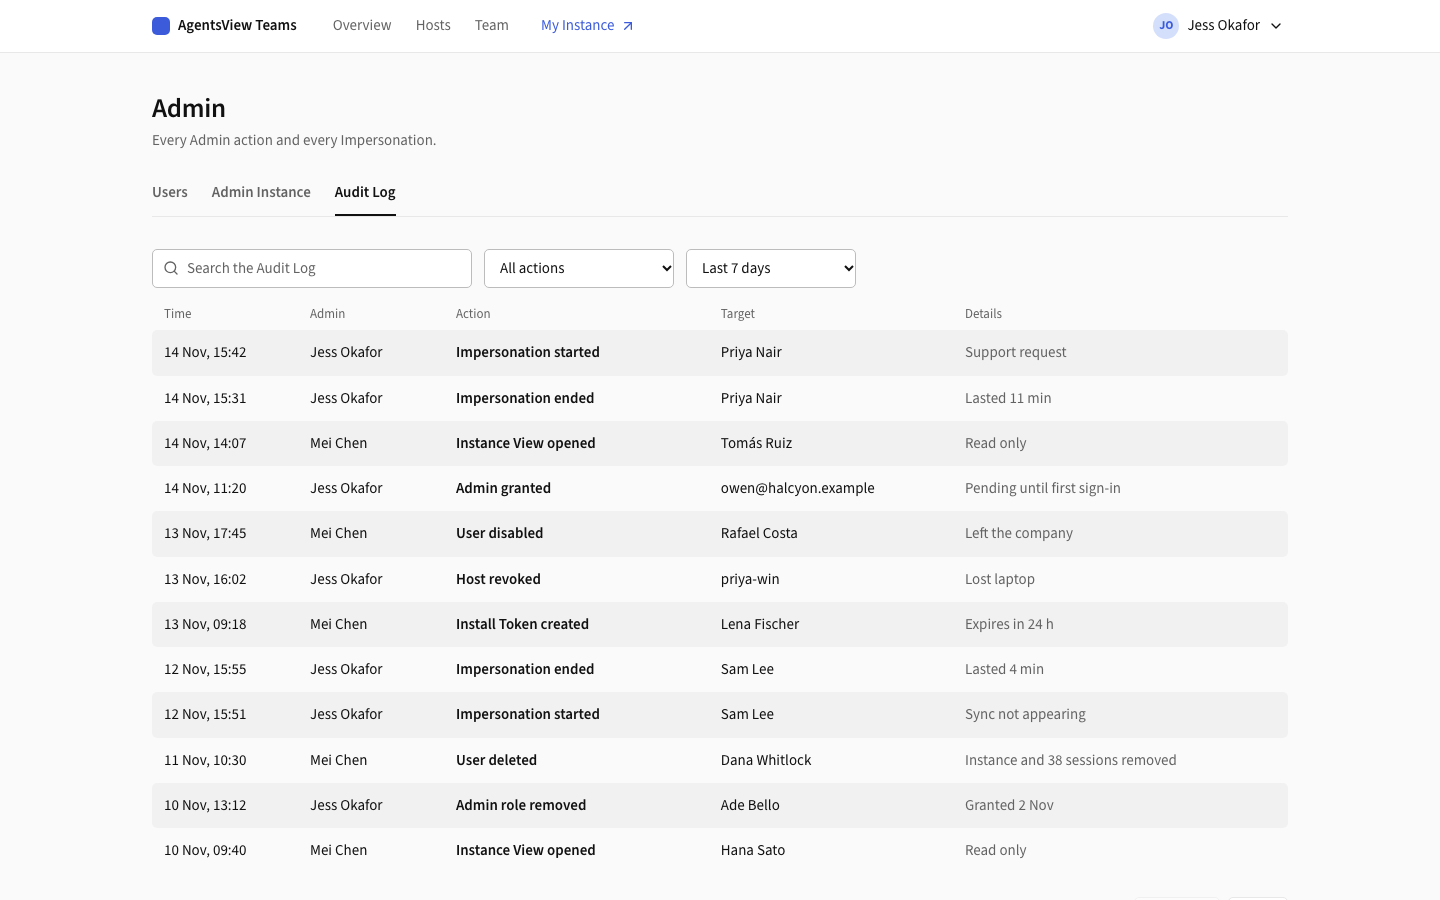 AgentsView Teams Overview Hosts Team My Instance JO Jess Okafor
Admin
Every Admin action and every Impersonation.
Users Admin Instance Audit Log
Search the Audit Log All actions Last 7 days
Time Admin Action Target Details
14 Nov, 15:42 Jess Okafor Impersonation started Priya Nair Support request
14 Nov, 15:31 Jess Okafor Impersonation ended Priya Nair Lasted 11 min
14 Nov, 14:07 Mei Chen Instance View opened Tomás Ruiz Read only
14 Nov, 11:20 Jess Okafor Admin granted owen@halcyon.example Pending until first sign-in
13 Nov, 17:45 Mei Chen User disabled Rafael Costa Left the company
13 Nov, 16:02 Jess Okafor Host revoked priya-win Lost laptop
13 Nov, 09:18 Mei Chen Install Token created Lena Fischer Expires in 24 h
12 Nov, 15:55 Jess Okafor Impersonation ended Sam Lee Lasted 4 min
12 Nov, 15:51 Jess Okafor Impersonation started Sam Lee Sync not appearing
11 Nov, 10:30 Mei Chen User deleted Dana Whitlock Instance and 38 sessions removed
10 Nov, 13:12 Jess Okafor Admin role removed Ade Bello Granted 2 Nov
10 Nov, 09:40 Mei Chen Instance View opened Hana Sato Read only